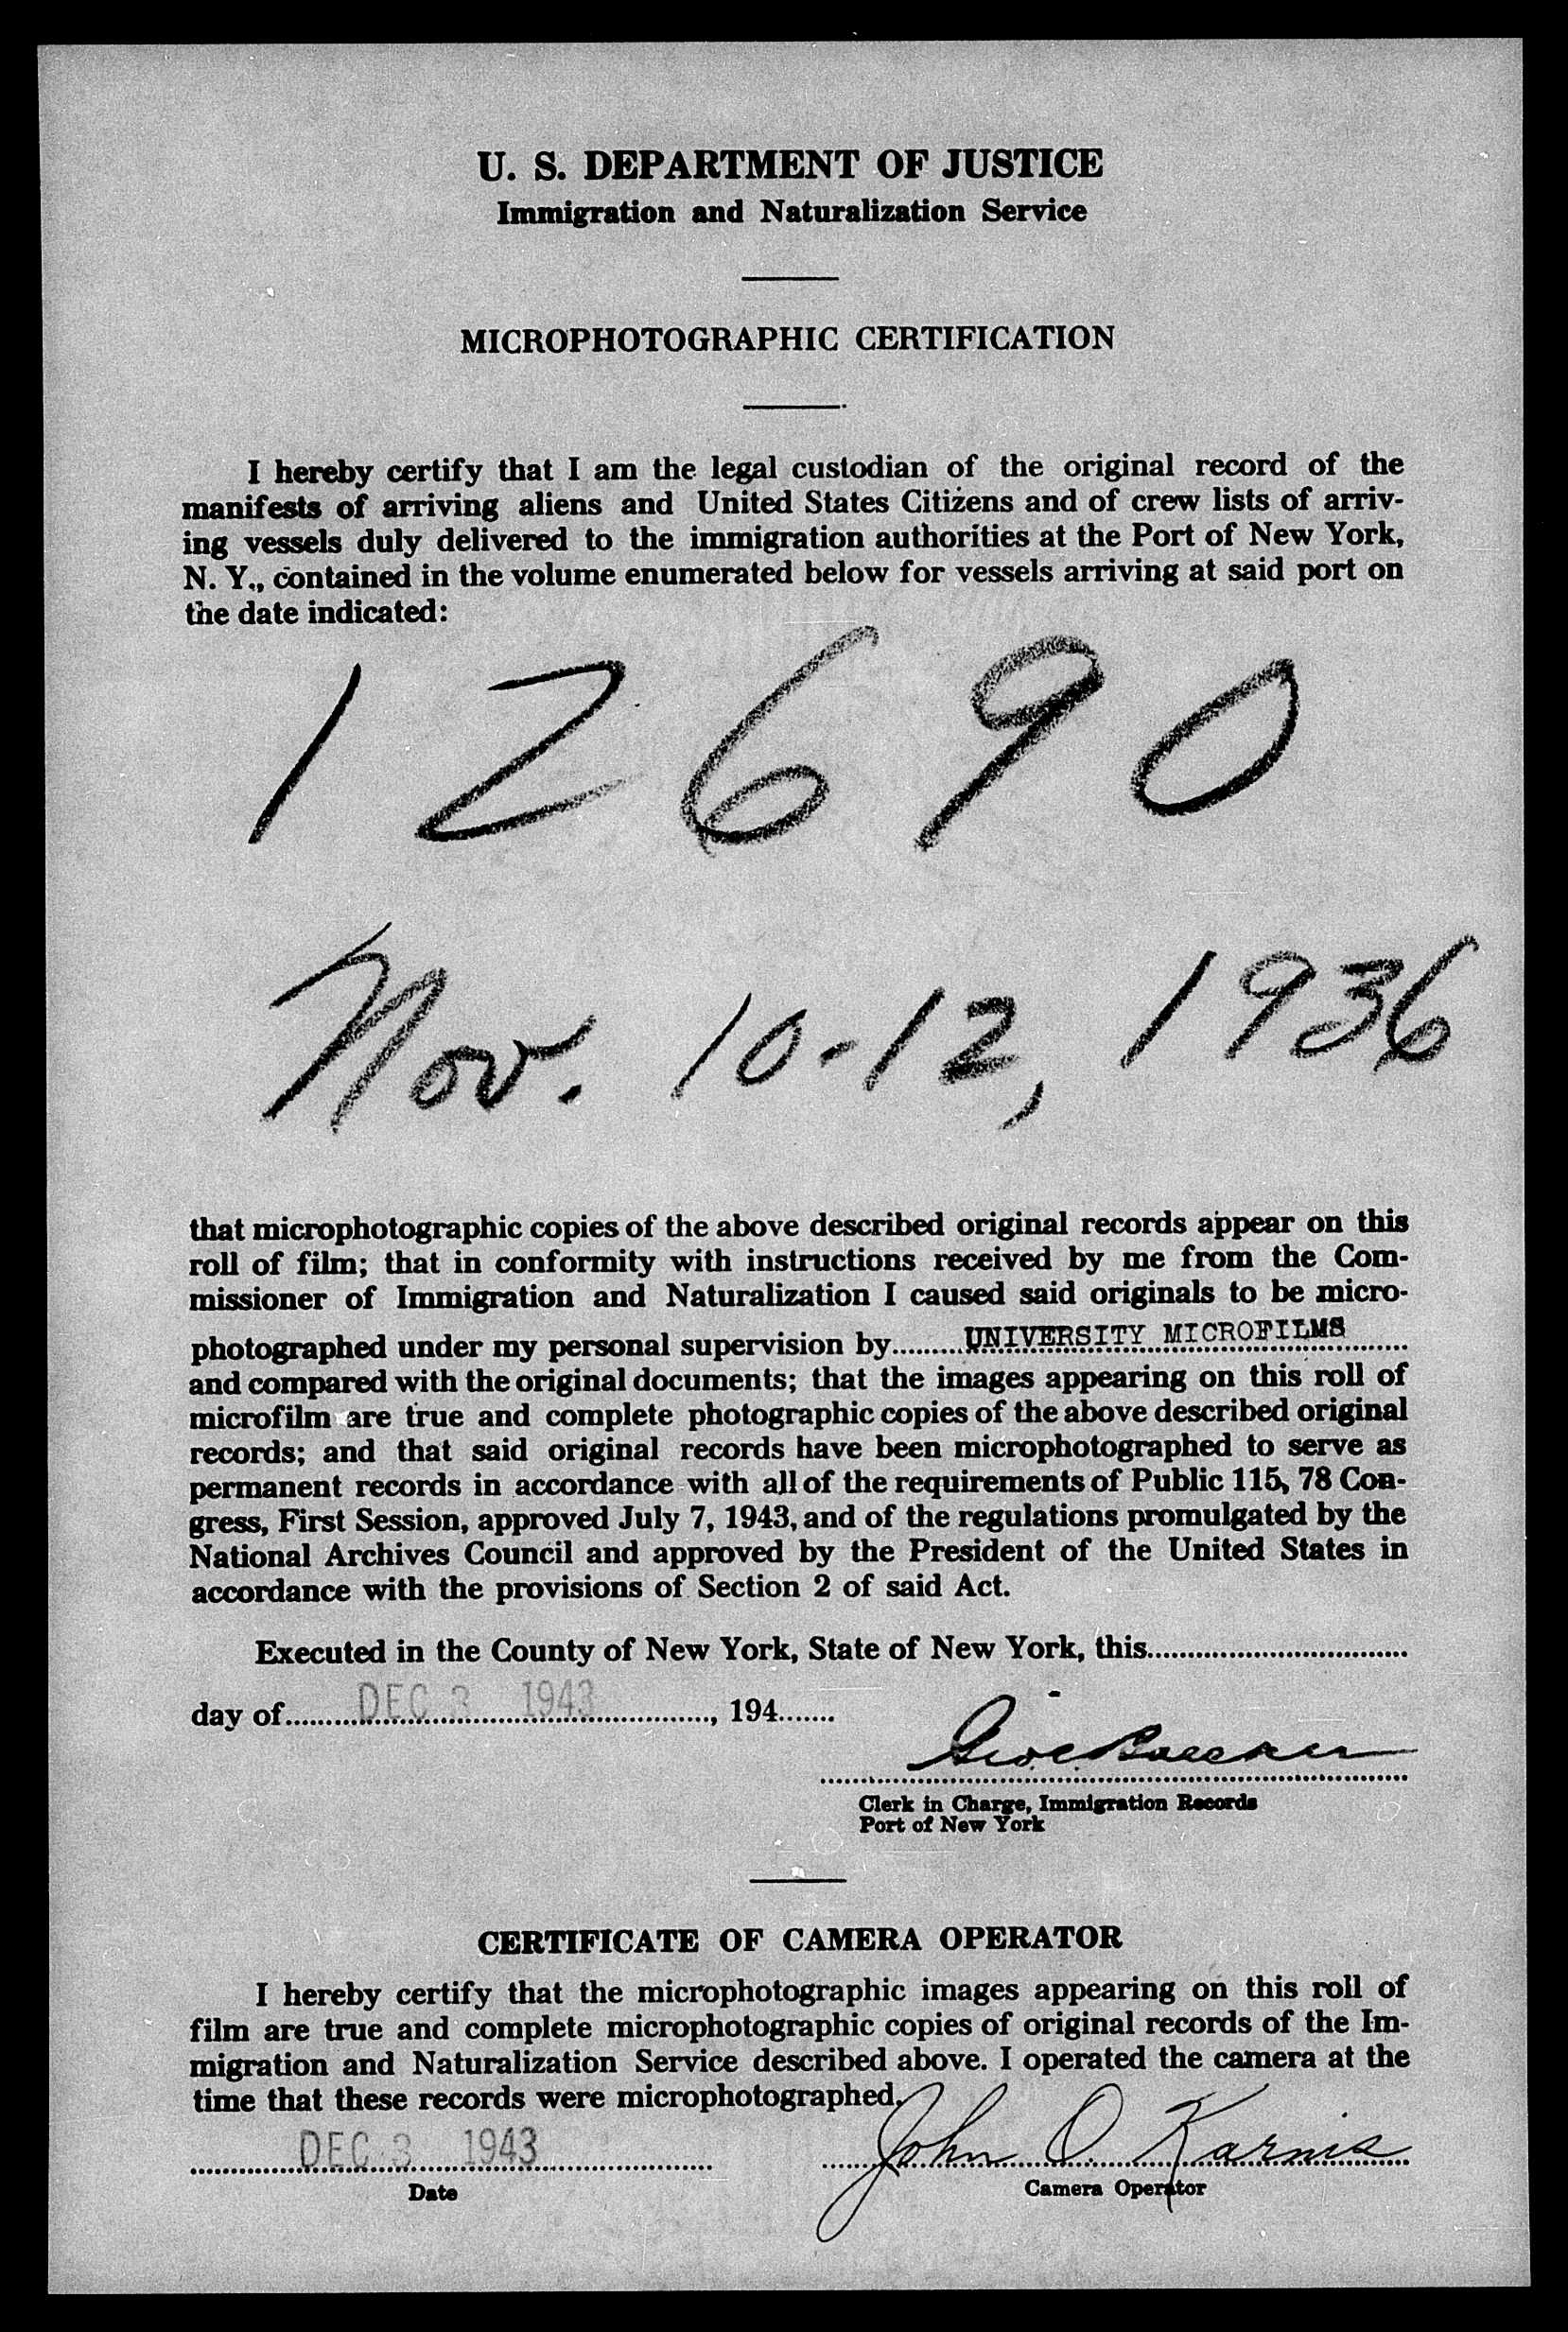 U. S. DEPARTMENT OF JUSTICE
Immigration and Naturalization Service
MICROPHOTOGRAPHIC CERTIFICATION
I hereby certify that I am the legal custodian of the original record of the
manifests of arriving aliens and United States Citizens and of crew lists of arriv-
ing vessels duly delivered to the immigration authorities at the Port of New York,
N. Y., contained in the volume enumerated below for vessels arriving at said port on
the date indicated:
12690
Nov. 10-12, 1936
that microphotographic copies of the above described original records appear on this
roll of film; that in conformity with instructions received by me from the Com-
missioner of Immigration and Naturalization I caused said originals to be micro-
photographed under my personal supervision by UNIVERSITY MICROFILMS
and compared with the original documents; that the images appearing on this roll of
microfilm are true and complete photographic copies of the above described original
records; and that said original records have been microphotographed to serve as
permanent records in accordance with all of the requirements of Public 115, 78 Con-
gress, First Session, approved July 7, 1943, and of the regulations promulgated by the
National Archives Council and approved by the President of the United States in
accordance with the provisions of Section 2 of said Act.
Executed in the County of New York, State of New York, this
day of DEC 3 1943, 194
Clerk in Charge, Immigration Records
Port of New York
CERTIFICATE OF CAMERA OPERATOR
I hereby certify that the microphotographic images appearing on this roll of
film are true and complete microphotographic copies of original records of the Im-
migration and Naturalization Service described above. I operated the camera at the
time that these records were microphotographed.
DEC 3 1943 John O. Karnis
Date Camera Operator